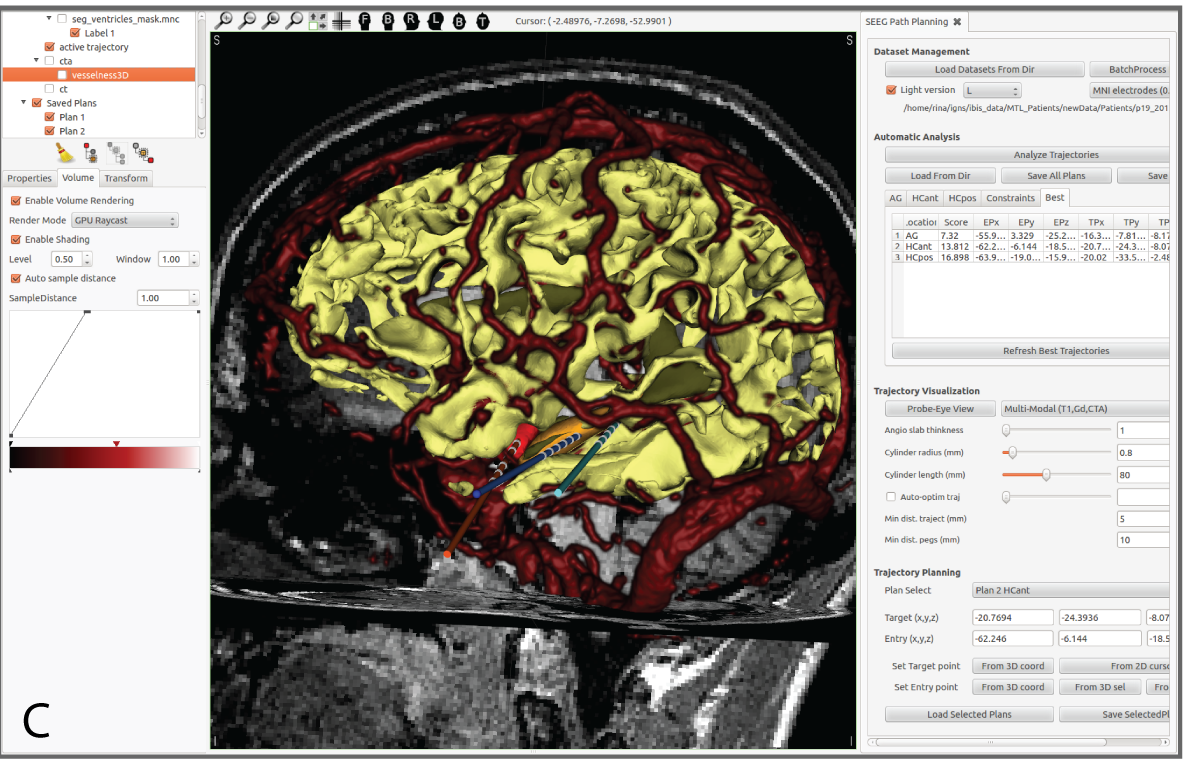 seg_ventricles_mask.mnc
Label 1
active trajectory
cta
vesselness3D
ct
Saved Plans
Plan 1
Plan 2
Properties Volume Transform
Enable Volume Rendering
Render Mode GPU Raycast
Enable Shading
Level 0.50 Window 1.00
Auto sample distance
SampleDistance 1.00
C
F B R L B T Cursor: ( -2.48976, -7.2698, -52.9901 )
S S
I I
SEEG Path Planning
Dataset Management
Load Datasets From Dir BatchProcess
Light version L MNI electrodes (0.
/home/rina/igns/ibis_data/MTL_Patients/newData/Patients/p19_201
Automatic Analysis
Analyze Trajectories
Load From Dir Save All Plans Save
AG HCant HCpos Constraints Best
.ocatioı Score EPx EPy EPz TPx TPy TP
1 AG 7.32 -55.9... 3.329 -25.2... -16.3... -7.81... -8.17
2 HCant 13.812 -62.2... -6.144 -18.5... -20.7... -24.3... -8.07
3 HCpos 16.898 -63.9... -19.0... -15.9... -20.02 -33.5... -2.48
Refresh Best Trajectories
Trajectory Visualization
Probe-Eye View Multi-Modal (T1,Gd,CTA)
Angio slab thinkness 1
Cylinder radius (mm) 0.8
Cylinder length (mm) 80
Auto-optim traj
Min dist. traject (mm) 5
Min dist. pegs (mm) 10
Trajectory Planning
Plan Select Plan 2 HCant
Target (x,y,z) -20.7694 -24.3936 -8.07
Entry (x,y,z) -62.246 -6.144 -18.5
Set Target point From 3D coord From 2D curso
Set Entry point From 3D coord From 3D sel Fro
Load Selected Plans Save SelectedPl